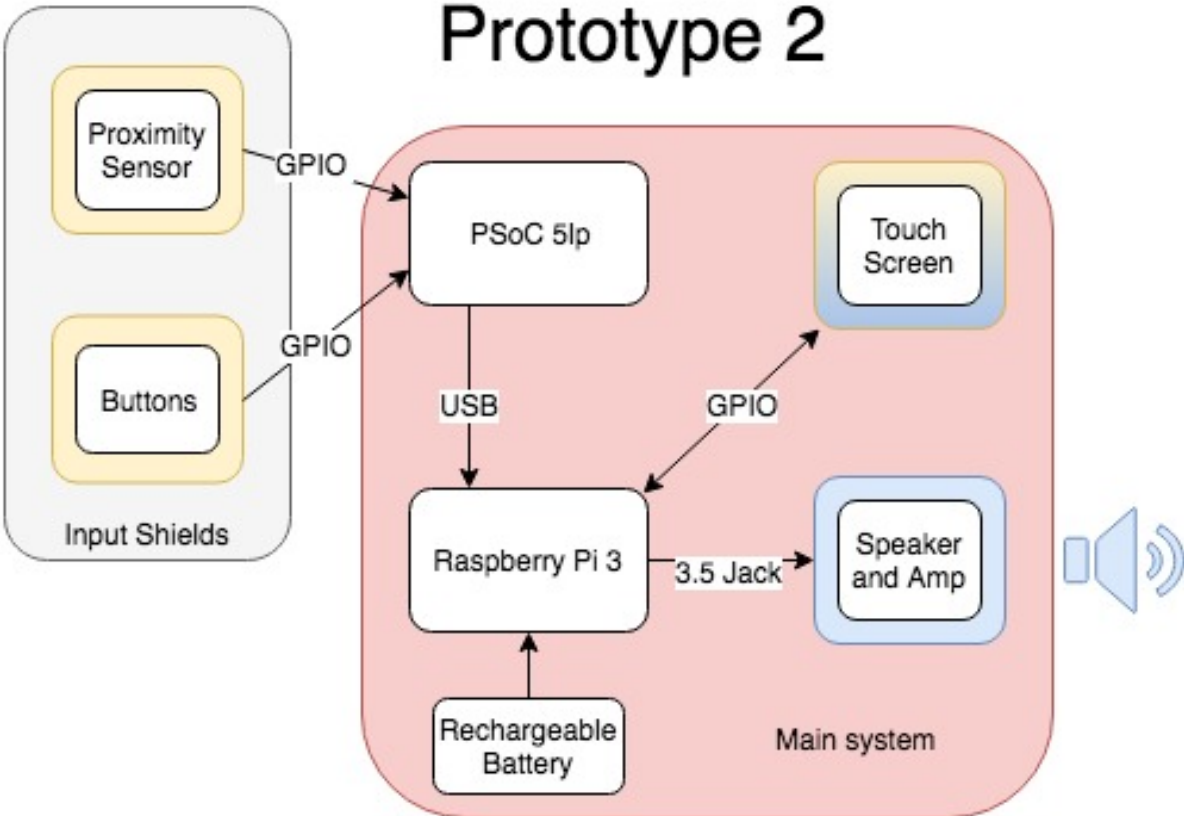 Prototype 2
Proximity
Sensor
GPIO
PSoC 5lp
Touch
Screen
Buttons
GPIO
USB
GPIO
Input Shields
Raspberry Pi 3
3.5 Jack
Speaker
and Amp
Rechargeable
Battery
Main system